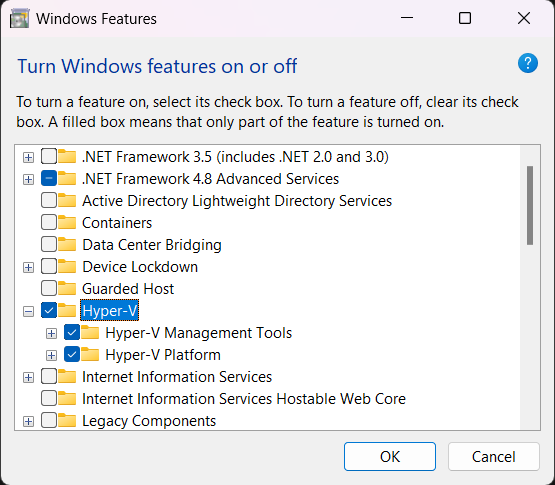 Windows Features
Turn Windows features on or off
?
To turn a feature on, select its check box. To turn a feature off, clear its check
box. A filled box means that only part of the feature is turned on.
.NET Framework 3.5 (includes .NET 2.0 and 3.0)
.NET Framework 4.8 Advanced Services
Active Directory Lightweight Directory Services
Containers
Data Center Bridging
Device Lockdown
Guarded Host
Hyper-V
Hyper-V Management Tools
Hyper-V Platform
Internet Information Services
Internet Information Services Hostable Web Core
Legacy Components
OK
Cancel